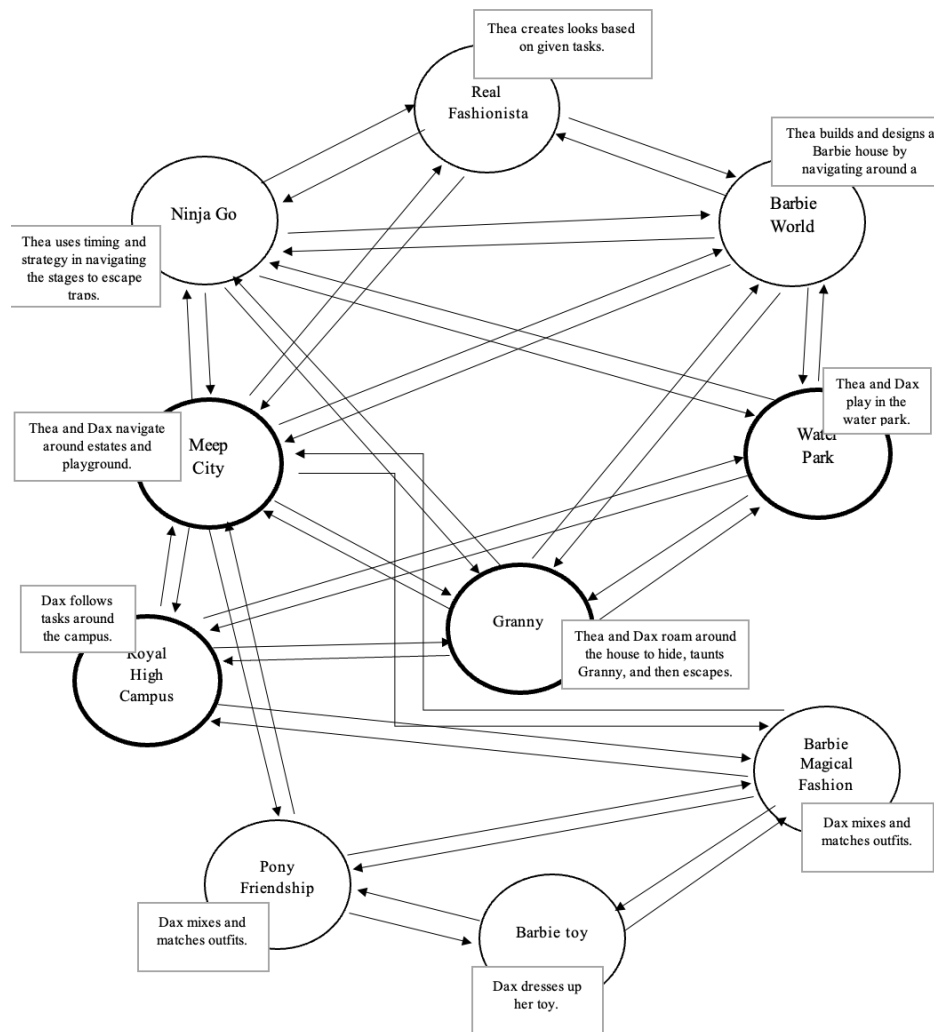 Thea creates looks based
on given tasks.
Real
Fashionista
Thea builds and designs a
Barbie house by
navigating around a
Barbie
World
Ninja Go
Thea uses timing and
strategy in navigating
the stages to escape
traps.
Thea and Dax
play in the
water park.
Water
Park
Thea and Dax navigate
around estates and
playground.
Meep
City
Dax follows
tasks around
the campus.
Royal
High
Campus
Granny
Thea and Dax roam around
the house to hide, taunts
Granny, and then escapes.
Barbie
Magical
Fashion
Dax mixes and
matches outfits.
Pony
Friendship
Dax mixes and
matches outfits.
Barbie toy
Dax dresses up
her toy.